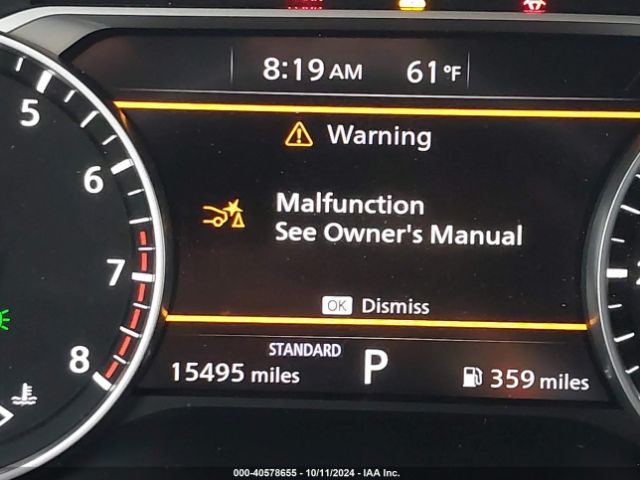 8:19 AM 61°F
5
Warning
6
Malfunction
See Owner's Manual
7
OK Dismiss
STANDARD
8
15495 miles P 359 miles
000-40578655 - 10/11/2024 - IAA Inc.